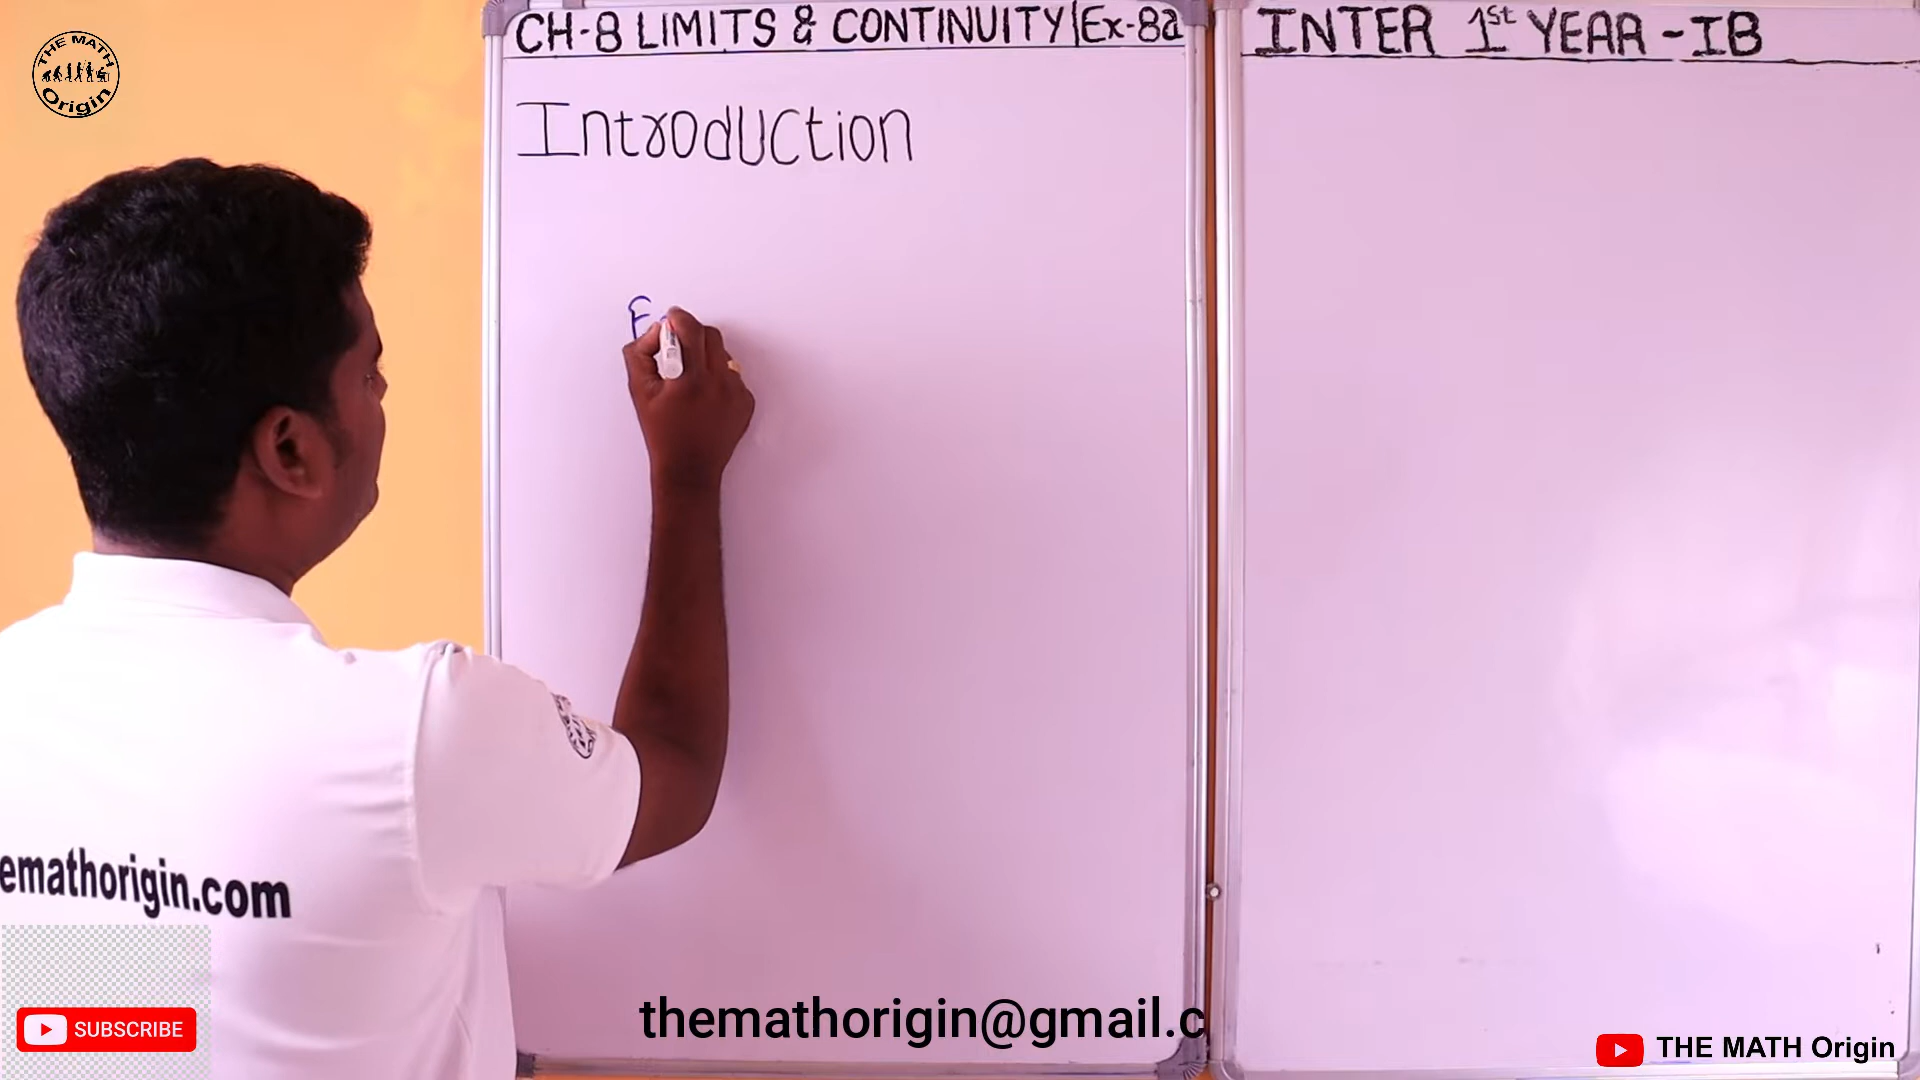 THE MATH
Origin
CH-8 LIMITS & CONTINUITY|Ex-8a
INTER 1st YEAR - IB
Introduction
emathorigin.com
SUBSCRIBE
themathorigin@gmail.c
THE MATH Origin